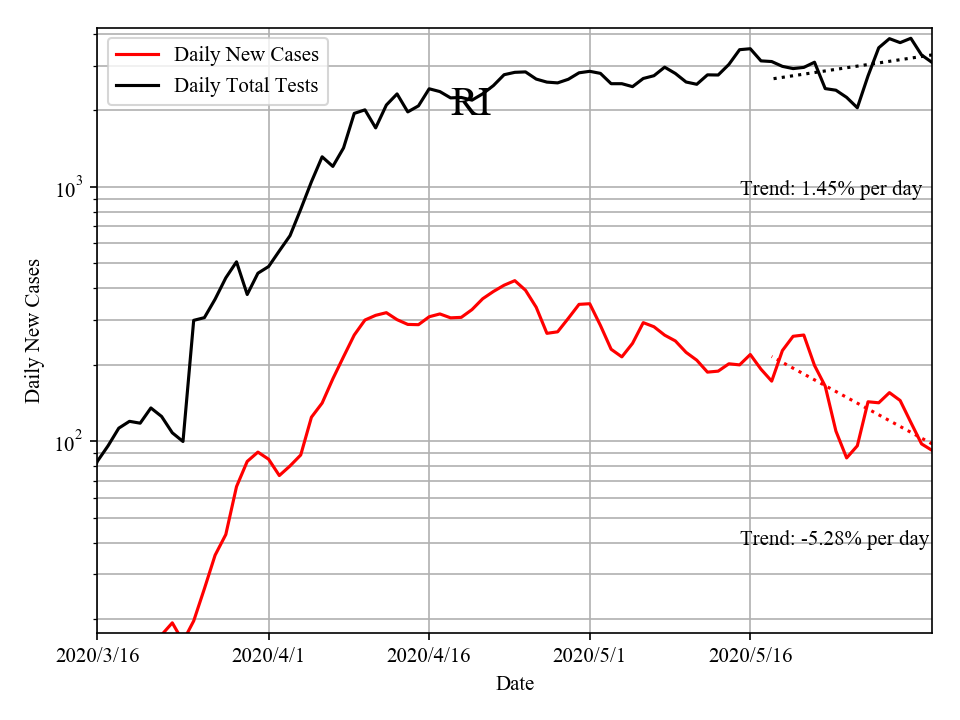 Daily New Cases
Daily Total Tests
RI
10^3
Trend: 1.45% per day
Daily New Cases
10^2
Trend: -5.28% per day
2020/3/16 2020/4/1 2020/4/16 2020/5/1 2020/5/16
Date